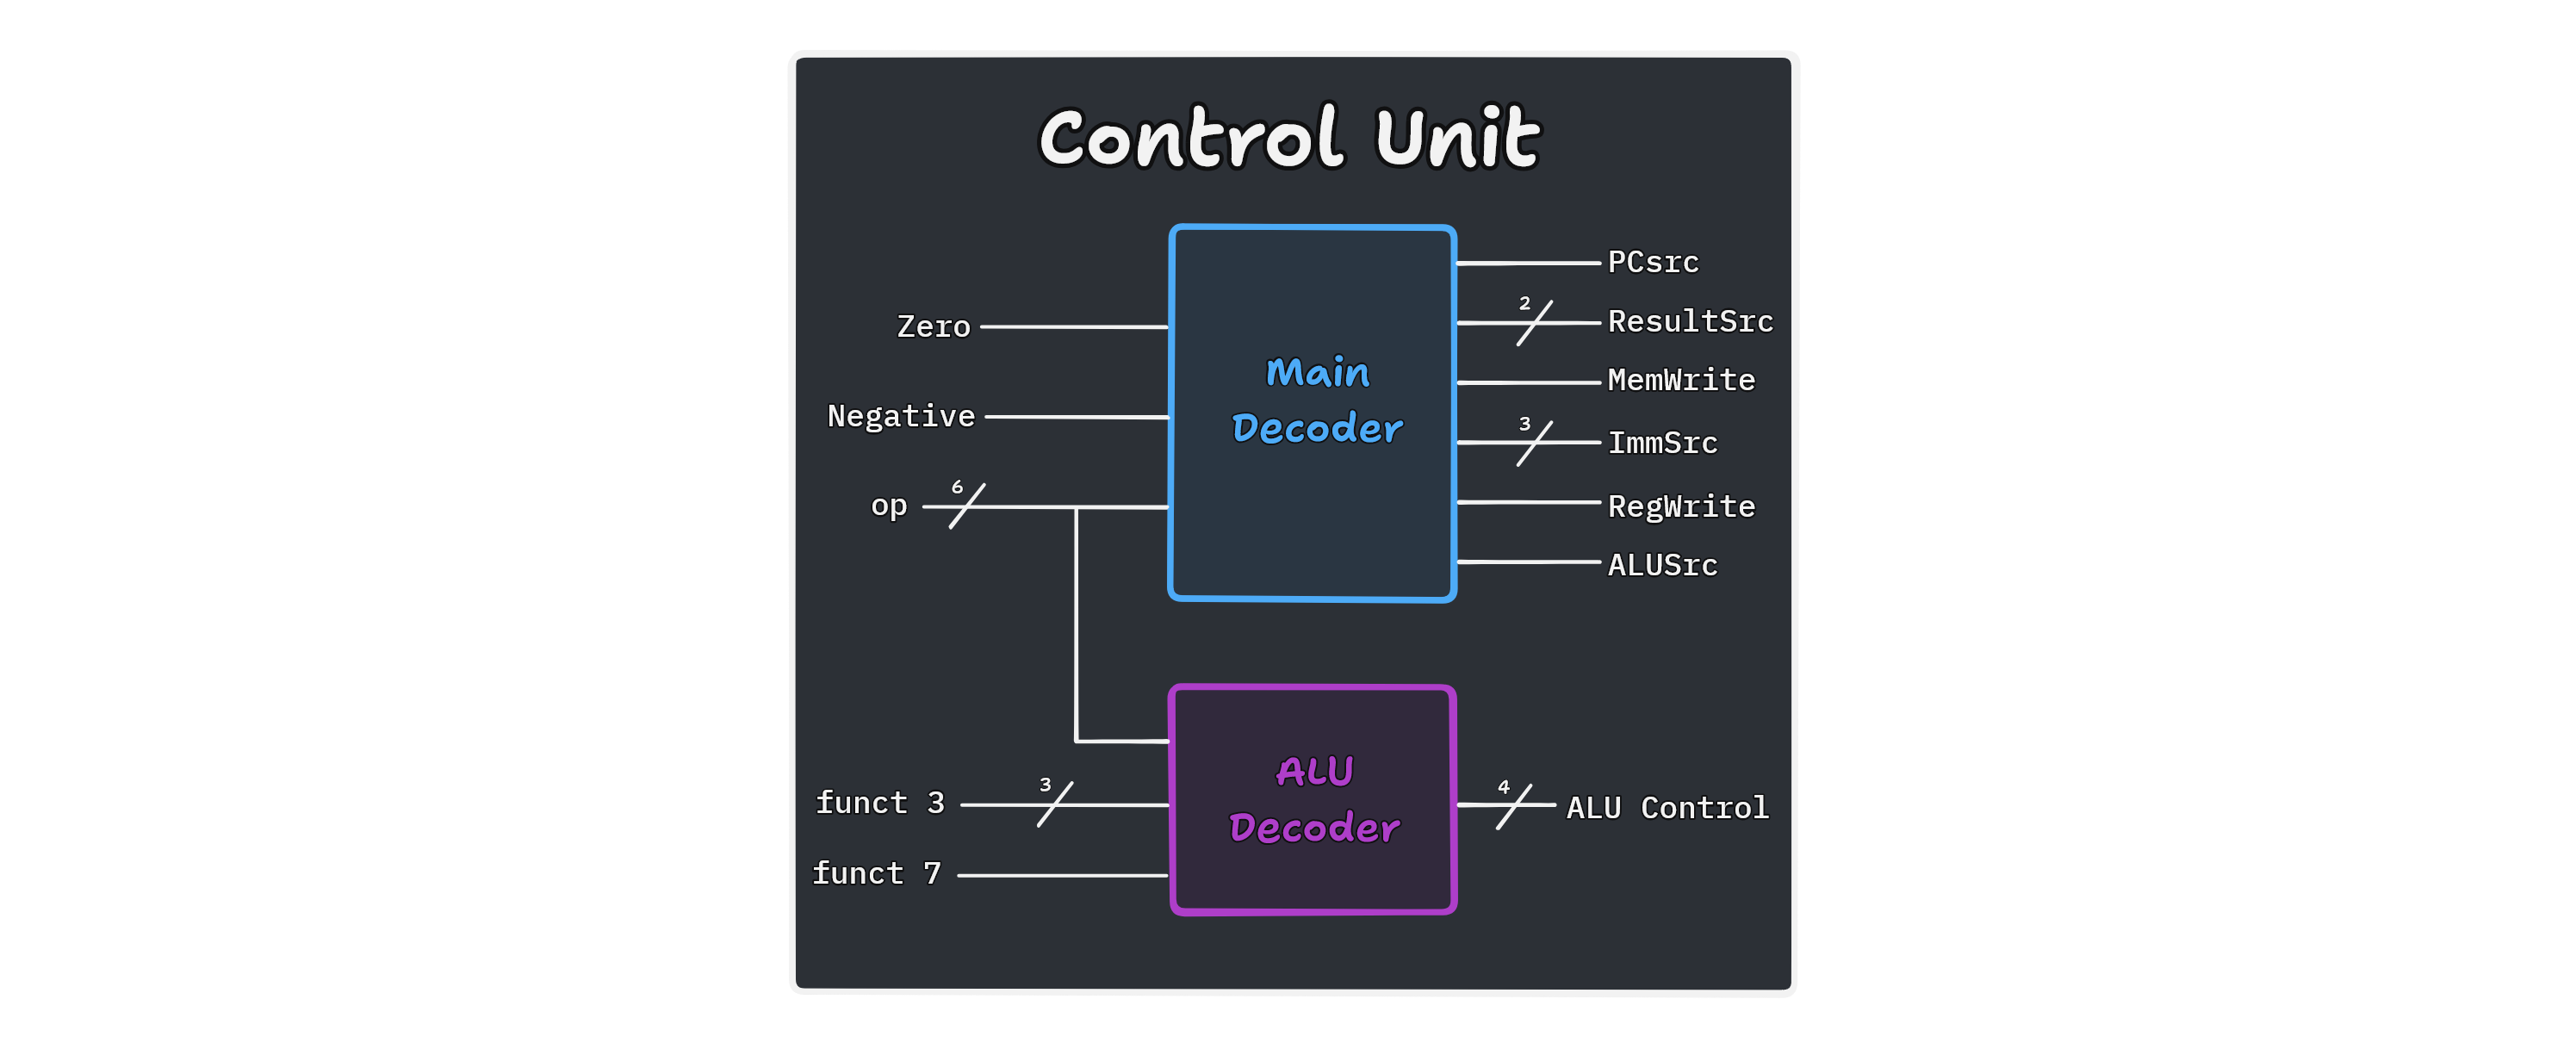 Control Unit
Zero
Negative
op
6
Main
Decoder
PCsrc
2
ResultSrc
MemWrite
3
ImmSrc
RegWrite
ALUSrc
funct 3
3
funct 7
ALU
Decoder
4
ALU Control